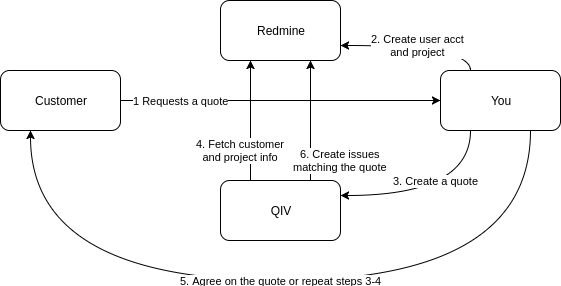 Redmine
2. Create user acct
and project
Customer
1 Requests a quote
You
4. Fetch customer
and project info
6. Create issues
matching the quote
3. Create a quote
QIV
5. Agree on the quote or repeat steps 3-4